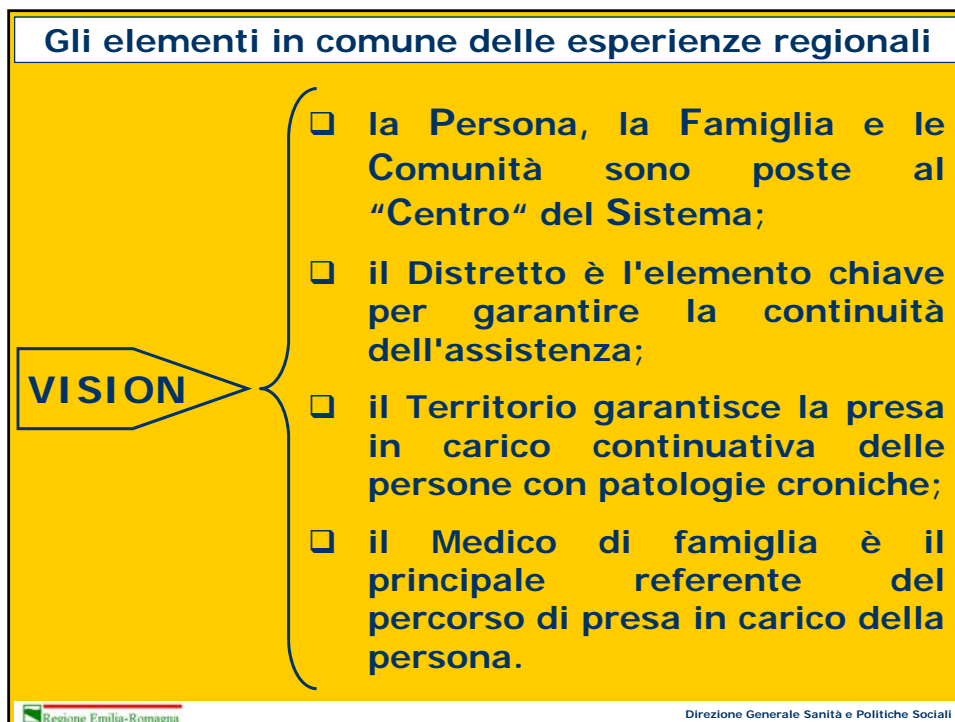 Gli elementi in comune delle esperienze regionali
❑ la Persona, la Famiglia e le
Comunità sono poste al
“Centro“ del Sistema;
❑ il Distretto è l'elemento chiave
per garantire la continuità
dell'assistenza;
VISION
❑ il Territorio garantisce la presa
in carico continuativa delle
persone con patologie croniche;
❑ il Medico di famiglia è il
principale referente del
percorso di presa in carico della
persona.
Regione Emilia-Romagna
Direzione Generale Sanità e Politiche Sociali